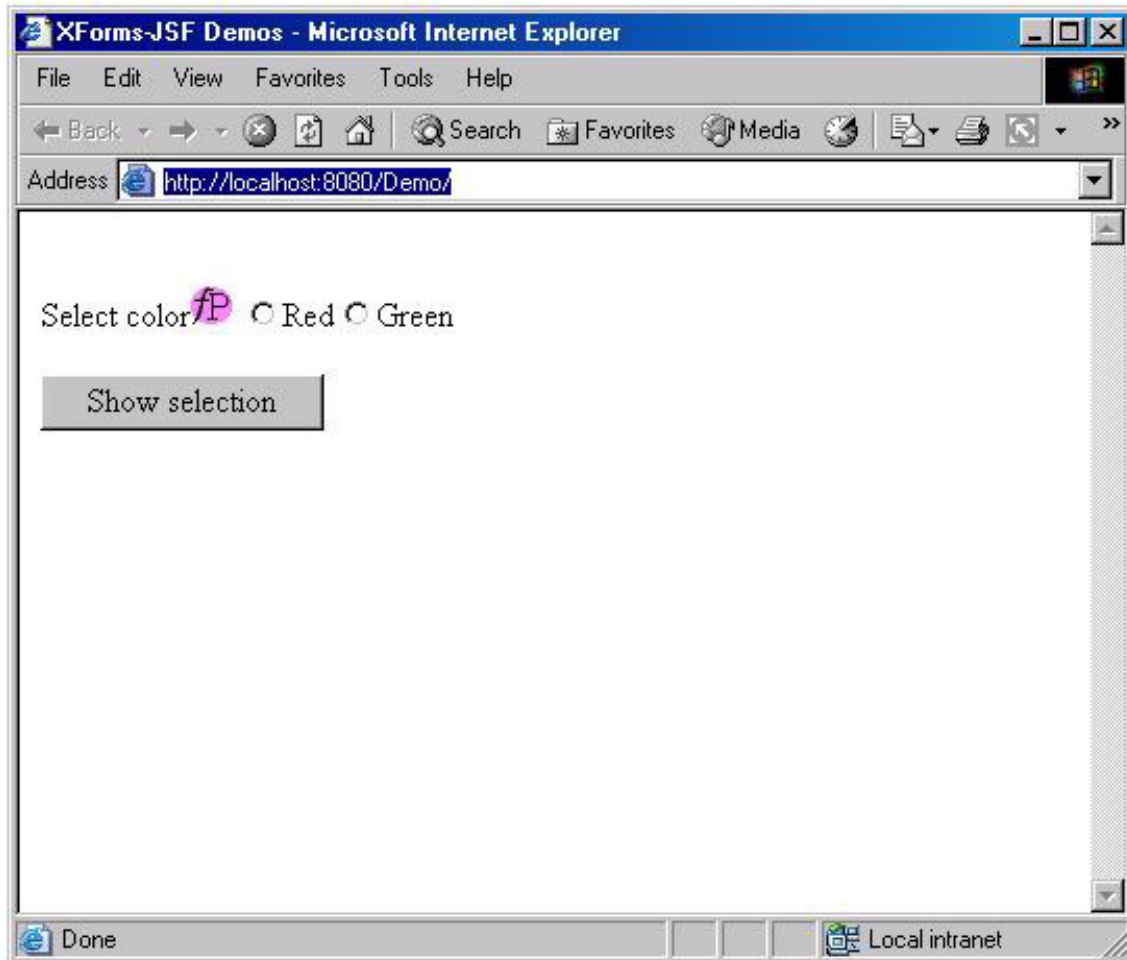 XForms-JSF Demos - Microsoft Internet Explorer
File Edit View Favorites Tools Help
Back Search Favorites Media »
Address http://localhost:8080/Demo/
Select color fP Red Green
Show selection
Done Local intranet